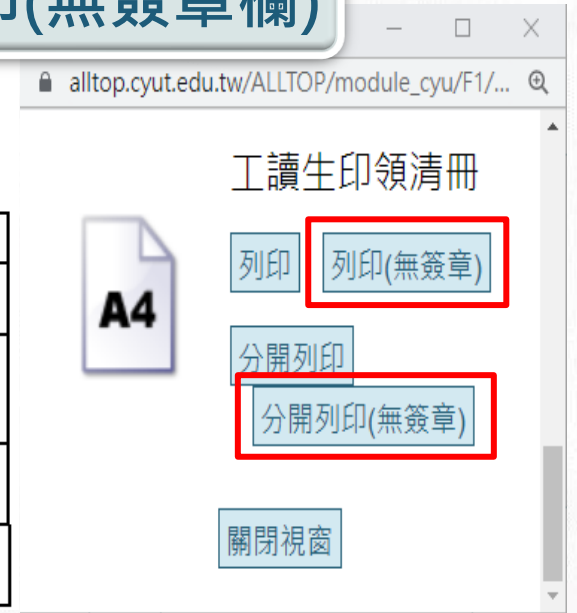 印(無簽章欄)
alltop.cyut.edu.tw/ALLTOP/module_cyu/F1/...
工讀生印領清冊
A4
列印 列印(無簽章)
分開列印
分開列印(無簽章)
關閉視窗